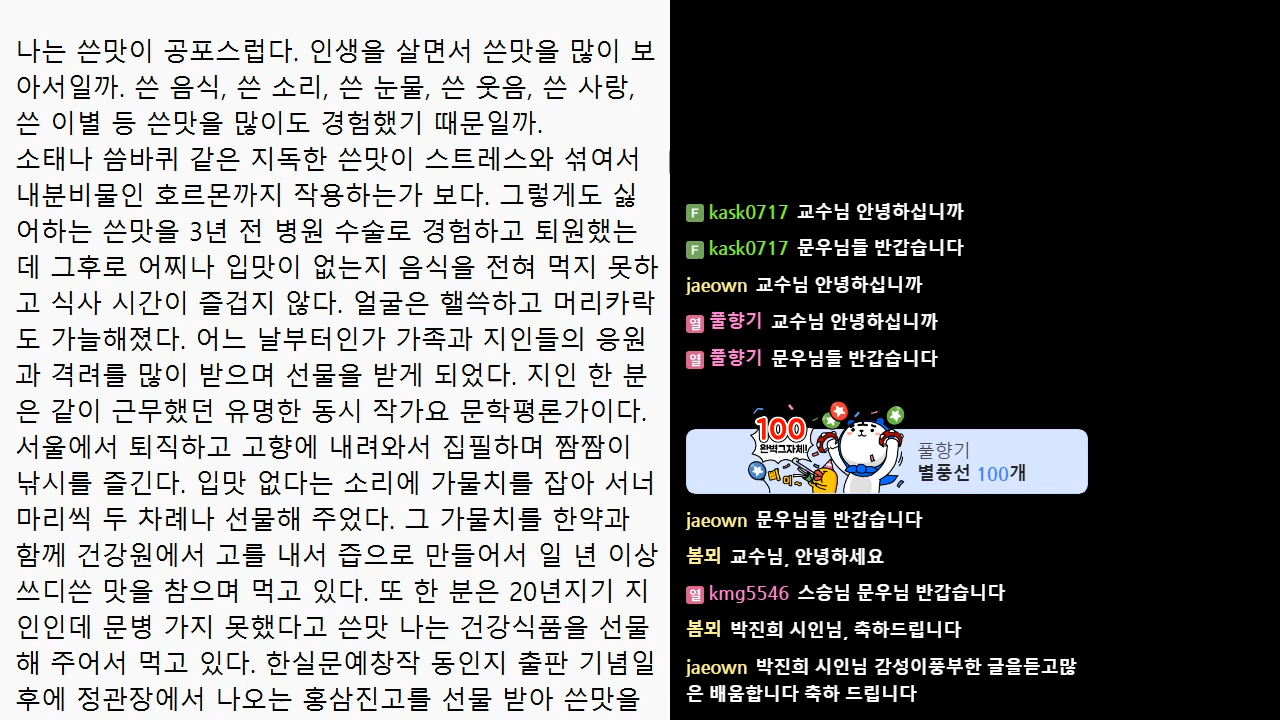 나는 쓴맛이 공포스럽다. 인생을 살면서 쓴맛을 많이 보
아서일까. 쓴 음식, 쓴 소리, 쓴 눈물, 쓴 웃음, 쓴 사랑,
쓴 이별 등 쓴맛을 많이도 경험했기 때문일까.
소태나 씀바퀴 같은 지독한 쓴맛이 스트레스와 섞여서
내분비물인 호르몬까지 작용하는가 보다. 그렇게도 싫
어하는 쓴맛을 3년 전 병원 수술로 경험하고 퇴원했는
데 그후로 어찌나 입맛이 없는지 음식을 전혀 먹지 못하
고 식사 시간이 즐겁지 않다. 얼굴은 핼쓱하고 머리카락
도 가늘해졌다. 어느 날부터인가 가족과 지인들의 응원
과 격려를 많이 받으며 선물을 받게 되었다. 지인 한 분
은 같이 근무했던 유명한 동시 작가요 문학평론가이다.
서울에서 퇴직하고 고향에 내려와서 집필하며 짬짬이
낚시를 즐긴다. 입맛 없다는 소리에 가물치를 잡아 서너
마리씩 두 차례나 선물해 주었다. 그 가물치를 한약과
함께 건강원에서 고를 내서 즙으로 만들어서 일 년 이상
쓰디쓴 맛을 참으며 먹고 있다. 또 한 분은 20년지기 지
인인데 문병 가지 못했다고 쓴맛 나는 건강식품을 선물
해 주어서 먹고 있다. 한실문예창작 동인지 출판 기념일
후에 정관장에서 나오는 홍삼진고를 선물 받아 쓴맛을
F kask0717 교수님 안녕하십니까
F kask0717 문우님들 반갑습니다
jaeown 교수님 안녕하십니까
열 풀향기 교수님 안녕하십니까
열 풀향기 문우님들 반갑습니다
100
완벽그자체!
풀향기
별풍선 100개
jaeown 문우님들 반갑습니다
봄뫼 교수님, 안녕하세요
열 kmg5546 스승님 문우님 반갑습니다
봄뫼 박진희 시인님, 축하드립니다
jaeown 박진희 시인님 감성이풍부한 글을듣고많
은 배움합니다 축하 드립니다